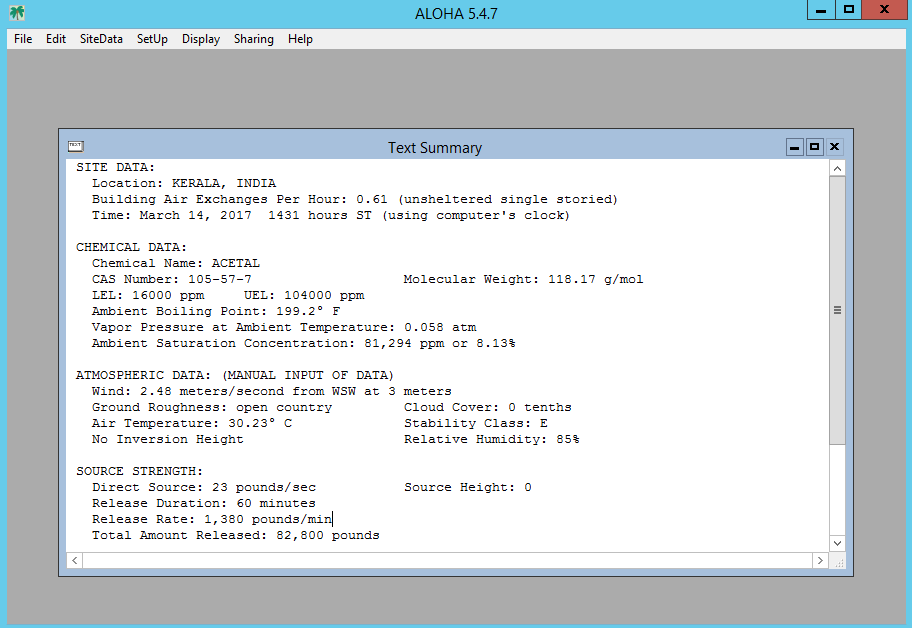 ALOHA 5.4.7
File Edit SiteData SetUp Display Sharing Help
TEXT
Text Summary
SITE DATA:
Location: KERALA, INDIA
Building Air Exchanges Per Hour: 0.61 (unsheltered single storied)
Time: March 14, 2017 1431 hours ST (using computer's clock)
CHEMICAL DATA:
Chemical Name: ACETAL
CAS Number: 105-57-7 Molecular Weight: 118.17 g/mol
LEL: 16000 ppm UEL: 104000 ppm
Ambient Boiling Point: 199.2° F
Vapor Pressure at Ambient Temperature: 0.058 atm
Ambient Saturation Concentration: 81,294 ppm or 8.13%
ATMOSPHERIC DATA: (MANUAL INPUT OF DATA)
Wind: 2.48 meters/second from WSW at 3 meters
Ground Roughness: open country Cloud Cover: 0 tenths
Air Temperature: 30.23° C Stability Class: E
No Inversion Height Relative Humidity: 85%
SOURCE STRENGTH:
Direct Source: 23 pounds/sec Source Height: 0
Release Duration: 60 minutes
Release Rate: 1,380 pounds/min
Total Amount Released: 82,800 pounds